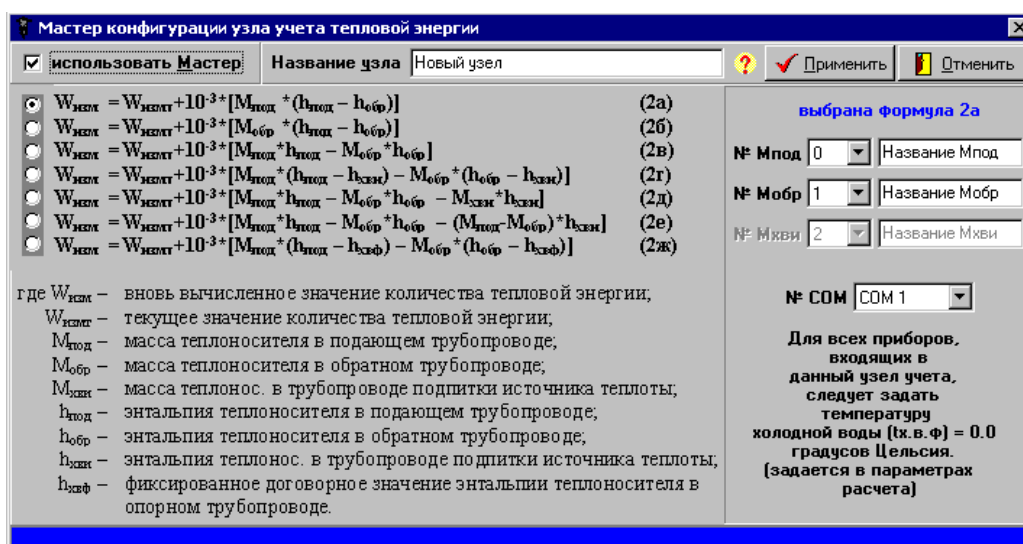 Мастер конфигурации узла учета тепловой энергии
использовать Мастер Название узла Новый узел ? Применить Отменить
Wизм = Wизмт+10-3*[Mпод *(hпод – hобр)] (2а)
Wизм = Wизмт+10-3*[Mобр *(hпод – hобр)] (2б)
Wизм = Wизмт+10-3*[Mпод*hпод – Mобр*hобр] (2в)
Wизм = Wизмт+10-3*[Mпод*(hпод – hхви) – Mобр*(hобр – hхви)] (2г)
Wизм = Wизмт+10-3*[Mпод*hпод – Mобр*hобр – Mхви*hхви] (2д)
Wизм = Wизмт+10-3*[Mпод*hпод – Mобр*hобр – (Mпод-Mобр)*hхви] (2е)
Wизм = Wизмт+10-3*[Mпод*(hпод – hхвф) – Mобр*(hобр – hхвф)] (2ж)
где Wизм – вновь вычисленное значение количества тепловой энергии;
Wизмт – текущее значение количества тепловой энергии;
Mпод – масса теплоносителя в подающем трубопроводе;
Mобр – масса теплоносителя в обратном трубопроводе;
Mхви – масса теплонос. в трубопроводе подпитки источника теплоты;
hпод – энтальпия теплоносителя в подающем трубопроводе;
hобр – энтальпия теплоносителя в обратном трубопроводе;
hхви – энтальпия теплонос. в трубопроводе подпитки источника теплоты;
hхвф – фиксированное договорное значение энтальпии теплоносителя в
опорном трубопроводе.
выбрана формула 2а
№ Мпод 0 Название Мпод
№ Мобр 1 Название Мобр
№ Мхви 2 Название Мхви
№ COM COM 1
Для всех приборов,
входящих в
данный узел учета,
следует задать
температуру
холодной воды (tх.в.ф) = 0.0
градусов Цельсия.
(задается в параметрах
расчета)